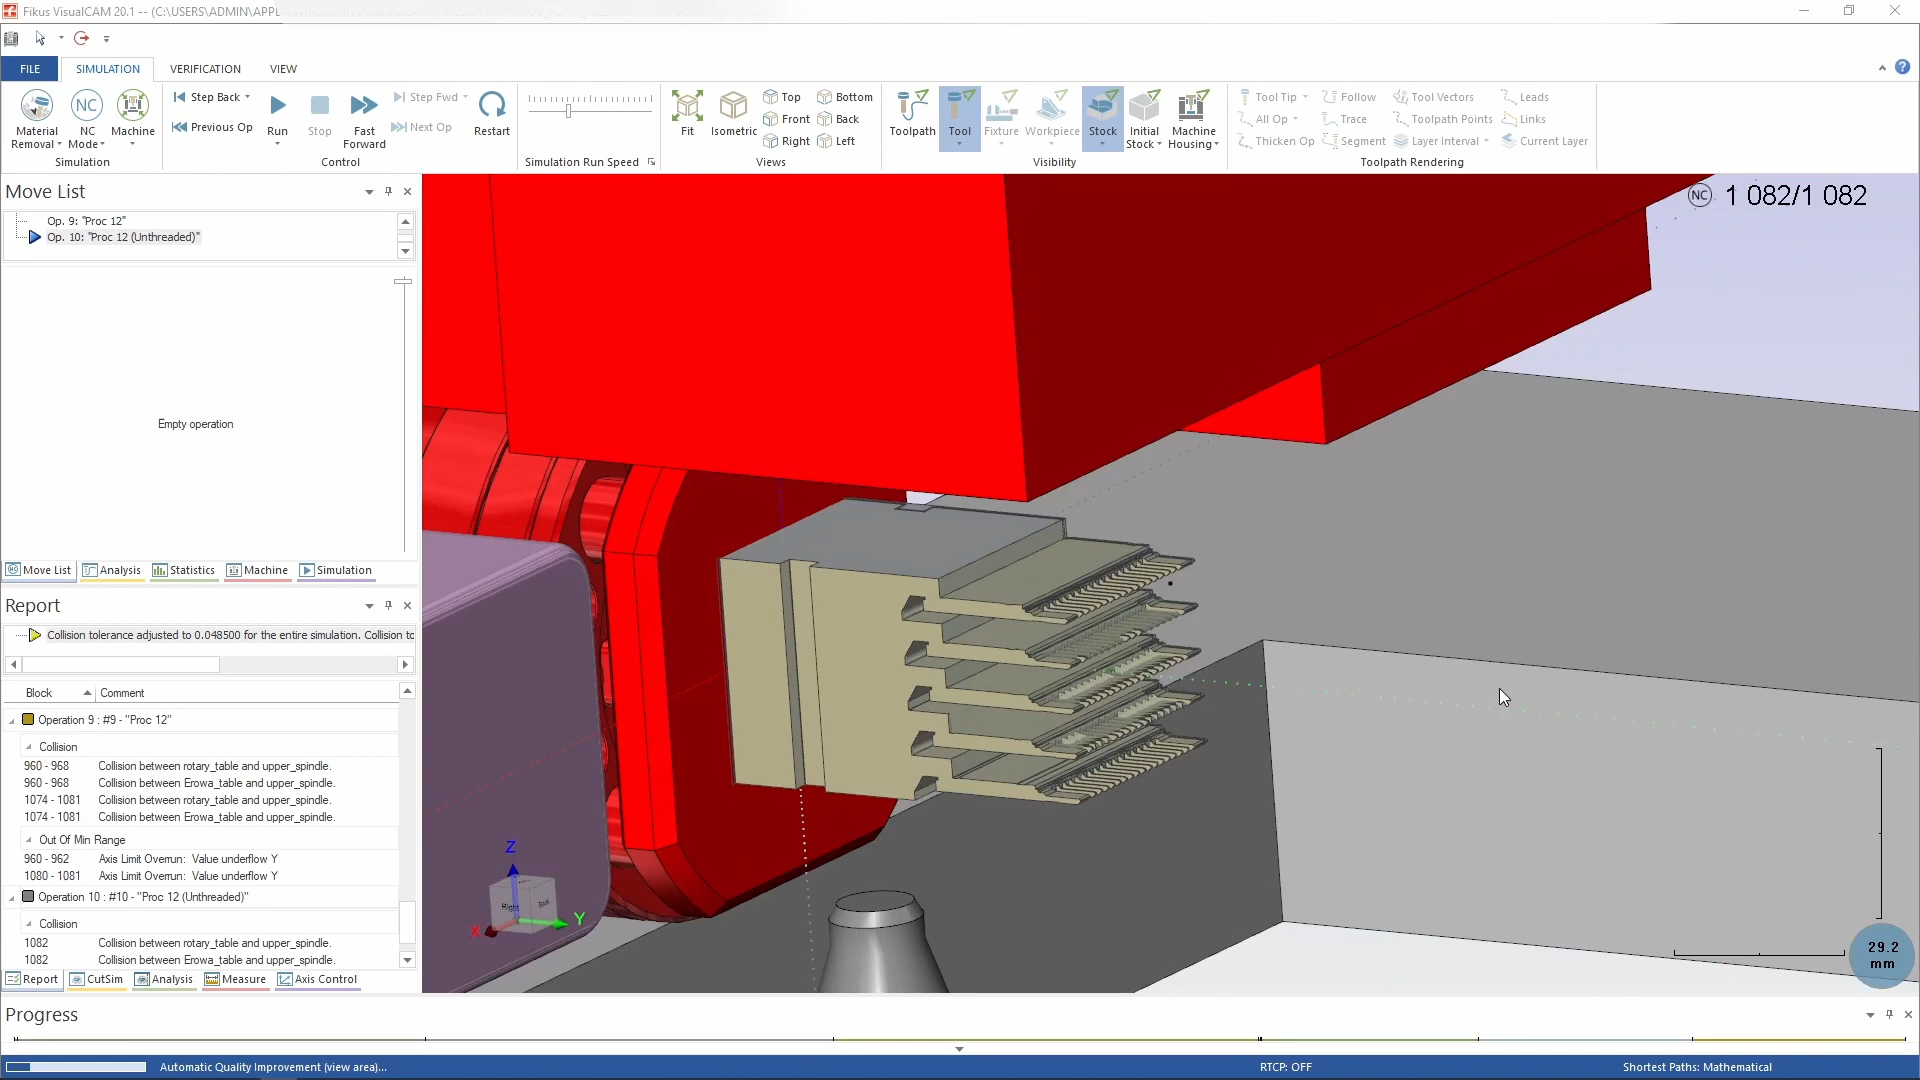 Fikus VisualCAM 20.1 -- (C:\USERS\ADMIN\APPL
FILE SIMULATION VERIFICATION VIEW
Material Removal NC Mode Machine
Simulation
Step Back Previous Op Run Stop Fast Forward Step Fwd Next Op Restart
Control
Simulation Run Speed
Fit Isometric Top Front Right Bottom Back Left
Views
Toolpath Tool Fixture Workpiece Stock Initial Stock Machine Housing
Visibility
Tool Tip Follow Tool Vectors Leads
All Op Trace Toolpath Points Links
Thicken Op Segment Layer Interval Current Layer
Toolpath Rendering
Move List
Op. 9: "Proc 12"
Op. 10: "Proc 12 (Unthreaded)"
Empty operation
Move List Analysis Statistics Machine Simulation
Report
Collision tolerance adjusted to 0.048500 for the entire simulation. Collision to
Block Comment
Operation 9 : #9 - "Proc 12"
Collision
960 - 968 Collision between rotary_table and upper_spindle.
960 - 968 Collision between Erowa_table and upper_spindle.
1074 - 1081 Collision between rotary_table and upper_spindle.
1074 - 1081 Collision between Erowa_table and upper_spindle.
Out Of Min Range
960 - 962 Axis Limit Overrun: Value underflow Y
1080 - 1081 Axis Limit Overrun: Value underflow Y
Operation 10 : #10 - "Proc 12 (Unthreaded)"
Collision
1082 Collision between rotary_table and upper_spindle.
1082 Collision between Erowa_table and upper_spindle.
Report CutSim Analysis Measure Axis Control
NC 1 082/1 082
Z
Right Back
X Y
29.2 mm
Progress
Automatic Quality Improvement (view area)... RTCP: OFF Shortest Paths: Mathematical